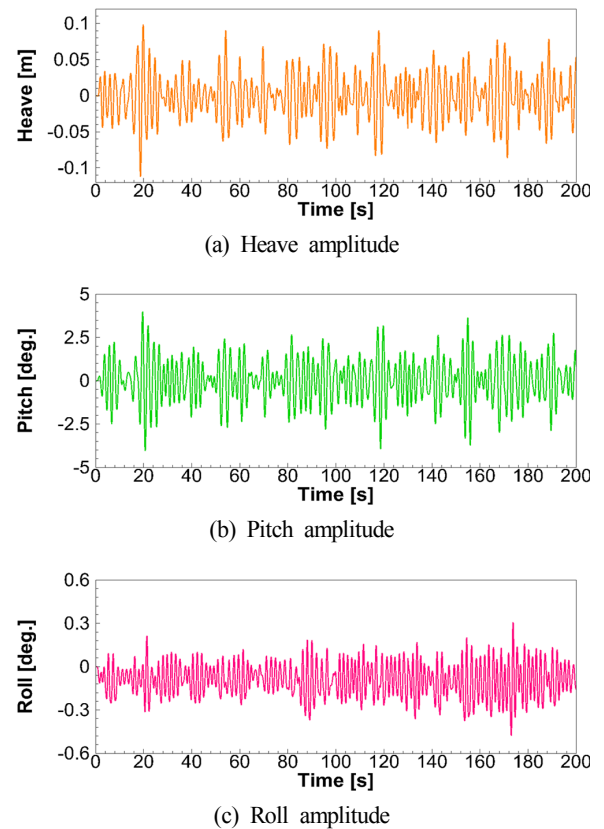 Heave [m]
0.1
0.05
0
-0.05
-0.1
0 20 40 60 80 100 120 140 160 180 200
Time [s]
(a) Heave amplitude
Pitch [deg.]
5
2.5
0
-2.5
-5
0 20 40 60 80 100 120 140 160 180 200
Time [s]
(b) Pitch amplitude
Roll [deg.]
0.6
0.3
0
-0.3
-0.6
0 20 40 60 80 100 120 140 160 180 200
Time [s]
(c) Roll amplitude